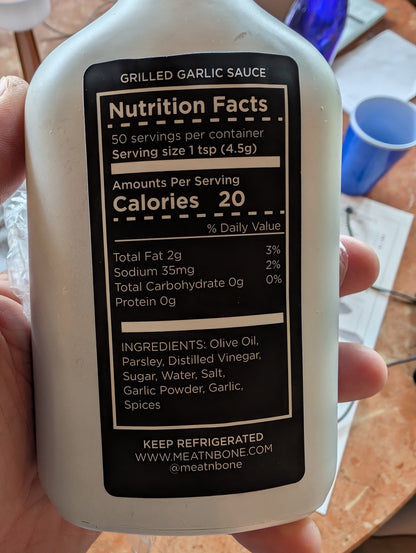 GRILLED GARLIC SAUCE
Nutrition Facts
50 servings per container
Serving size 1 tsp (4.5g)
Amounts Per Serving
Calories 20
% Daily Value
Total Fat 2g 3%
Sodium 35mg 2%
Total Carbohydrate 0g 0%
Protein 0g
INGREDIENTS: Olive Oil,
Parsley, Distilled Vinegar,
Sugar, Water, Salt,
Garlic Powder, Garlic,
Spices
KEEP REFRIGERATED
WWW.MEATNBONE.COM
@meatnbone